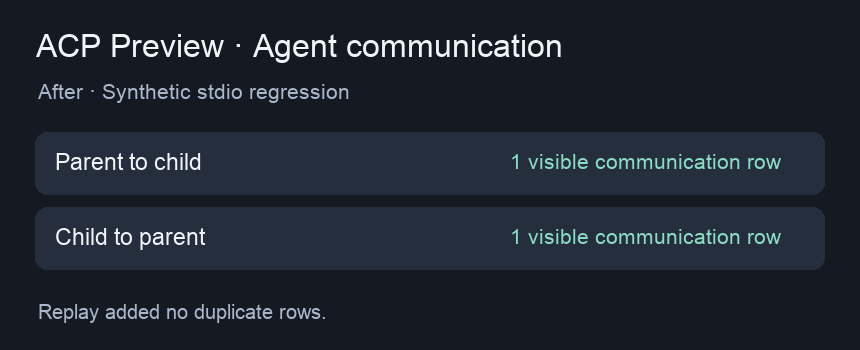 ACP Preview · Agent communication
After · Synthetic stdio regression
Parent to child 1 visible communication row
Child to parent 1 visible communication row
Replay added no duplicate rows.